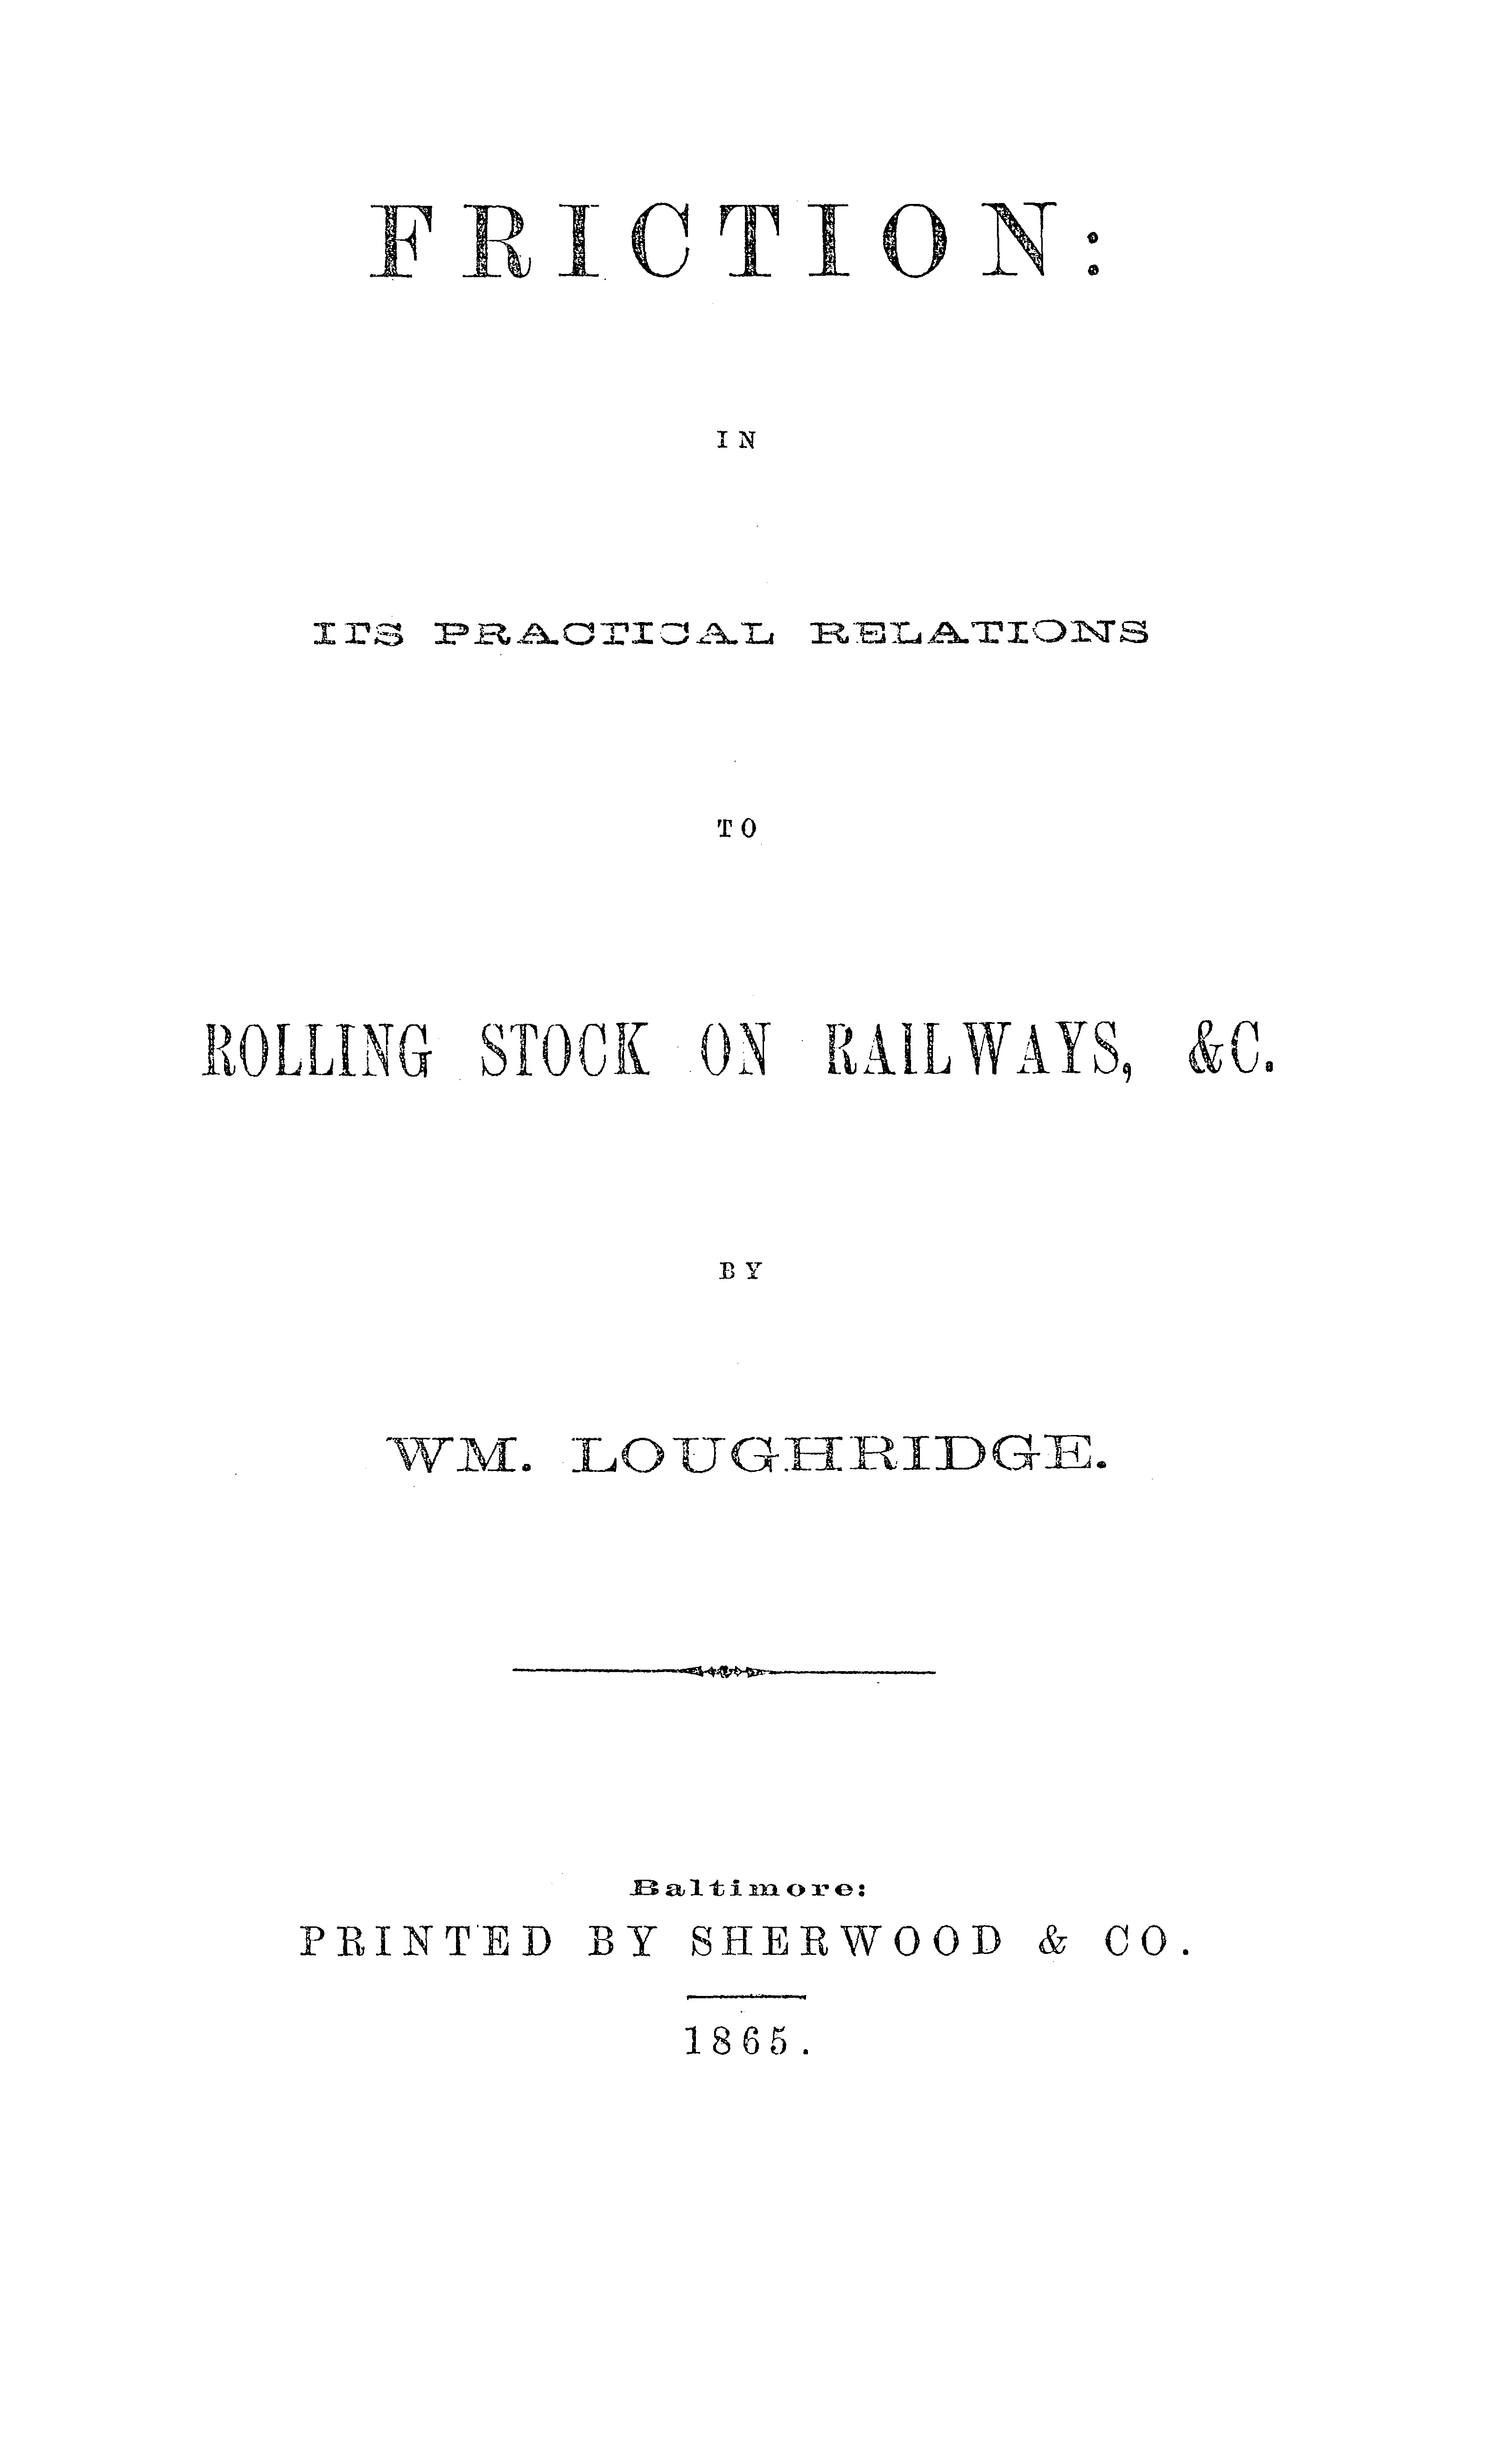 FRICTION:
IN
ITS PRACTICAL RELATIONS
TO
ROLLING STOCK ON RAILWAYS, &C.
BY
WM. LOUGHRIDGE.
Baltimore:
PRINTED BY SHERWOOD & CO.
1865.